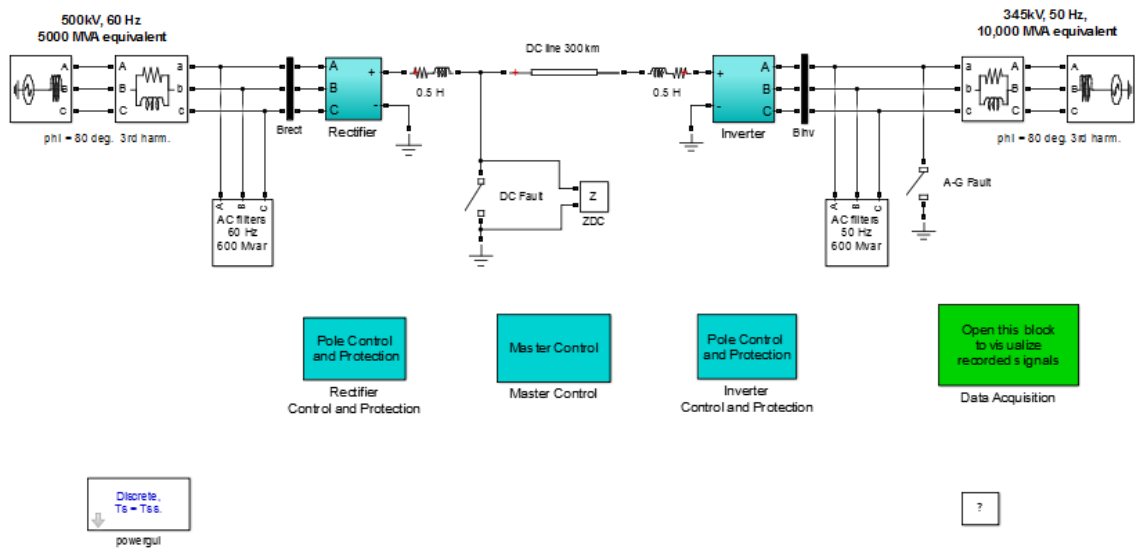 500kV, 60 Hz
5000 MVA equivalent
345kV, 50 Hz,
10,000 MVA equivalent
DC line 300 km
A
B
C
A
B
C
a
b
c
A
B
C
+
-
0.5 H
0.5 H
+
-
A
B
C
a
b
c
A
B
C
A
B
C
phi = 80 deg. 3rd harm.
Brect
Rectifier
Inverter
Binv
phi = 80 deg. 3rd harm.
DC Fault
Z
ZDC
A-G Fault
A
B
C
AC filters
60 Hz
600 Mvar
A
B
C
AC filters
50 Hz
600 Mvar
Pole Control
and Protection
Rectifier
Control and Protection
Master Control
Master Control
Pole Control
and Protection
Inverter
Control and Protection
Open this block
to visualize
recorded signals
Data Acquisition
Discrete,
Ts = Tss.
powergui
?